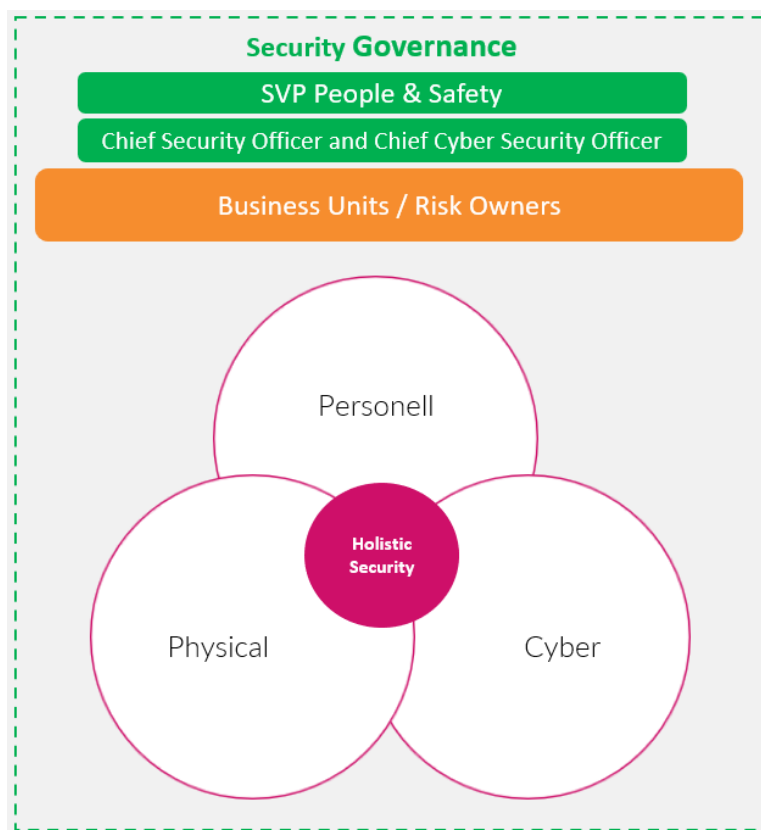 Security Governance
SVP People & Safety
Chief Security Officer and Chief Cyber Security Officer
Business Units / Risk Owners
Personell
Holistic
Security
Physical
Cyber